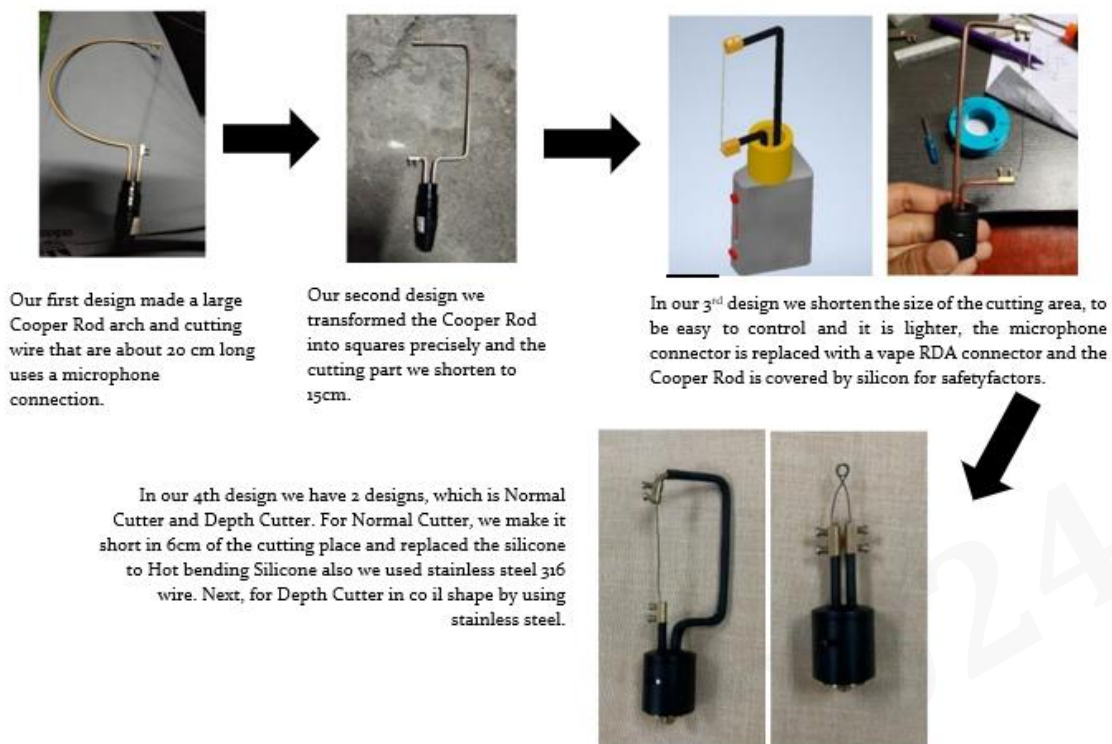 Our first design made a large
Cooper Rod arch and cutting
wire that are about 20 cm long
uses a microphone
connection.
Our second design we
transformed the Cooper Rod
into squares precisely and the
cutting part we shorten to
15cm.
In our 3rd design we shorten the size of the cutting area, to
be easy to control and it is lighter, the microphone
connector is replaced with a vape RDA connector and the
Cooper Rod is covered by silicon for safetyfactors.
In our 4th design we have 2 designs, which is Normal
Cutter and Depth Cutter. For Normal Cutter, we make it
short in 6cm of the cutting place and replaced the silicone
to Hot bending Silicone also we used stainless steel 316
wire. Next, for Depth Cutter in co il shape by using
stainless steel.